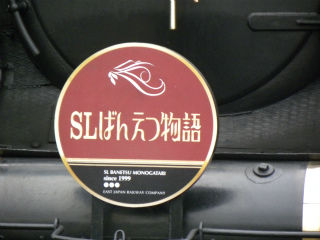 SLばんえつ物語
SL BANETSU MONOGATARI
since 1999
EAST JAPAN RAILWAY COMPANY